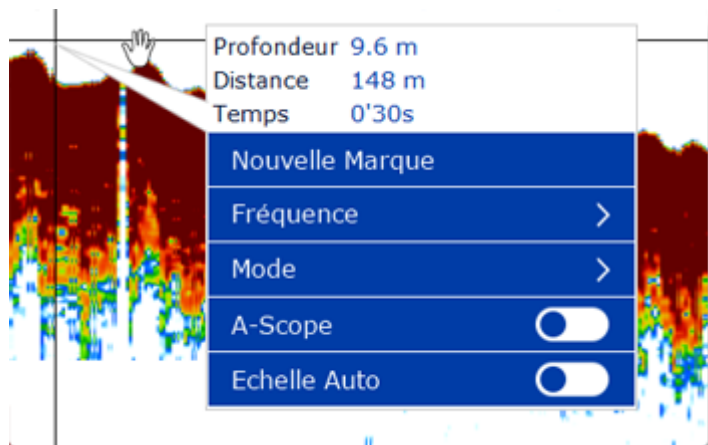 Profondeur 9.6 m
Distance 148 m
Temps 0'30s
Nouvelle Marque
Fréquence
Mode
A-Scope
Echelle Auto